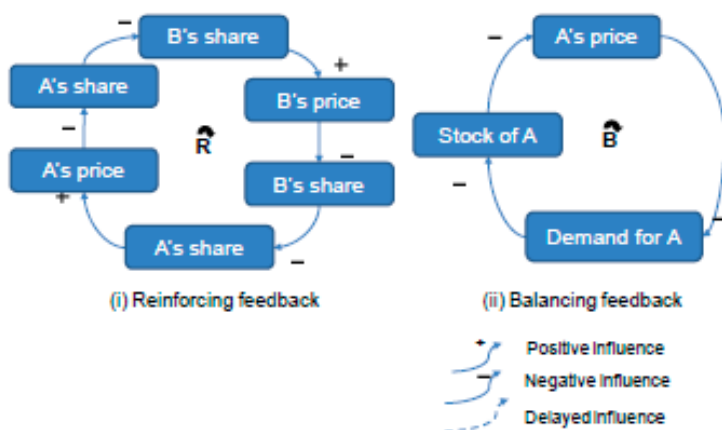 –
B's share
+
B's price
–
B's share
–
A's share
+
A's price
–
A's share
R
(i) Reinforcing feedback
–
A's price
–
Demand for A
–
Stock of A
B
(ii) Balancing feedback
+
Positive Influence
–
Negative Influence
Delayed Influence